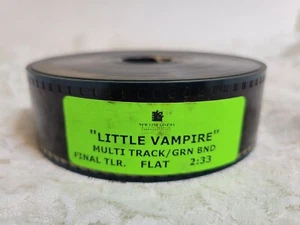 "LITTLE VAMPIRE"
MULTI TRACK/GRN BND
FINAL TLR. FLAT 2:33